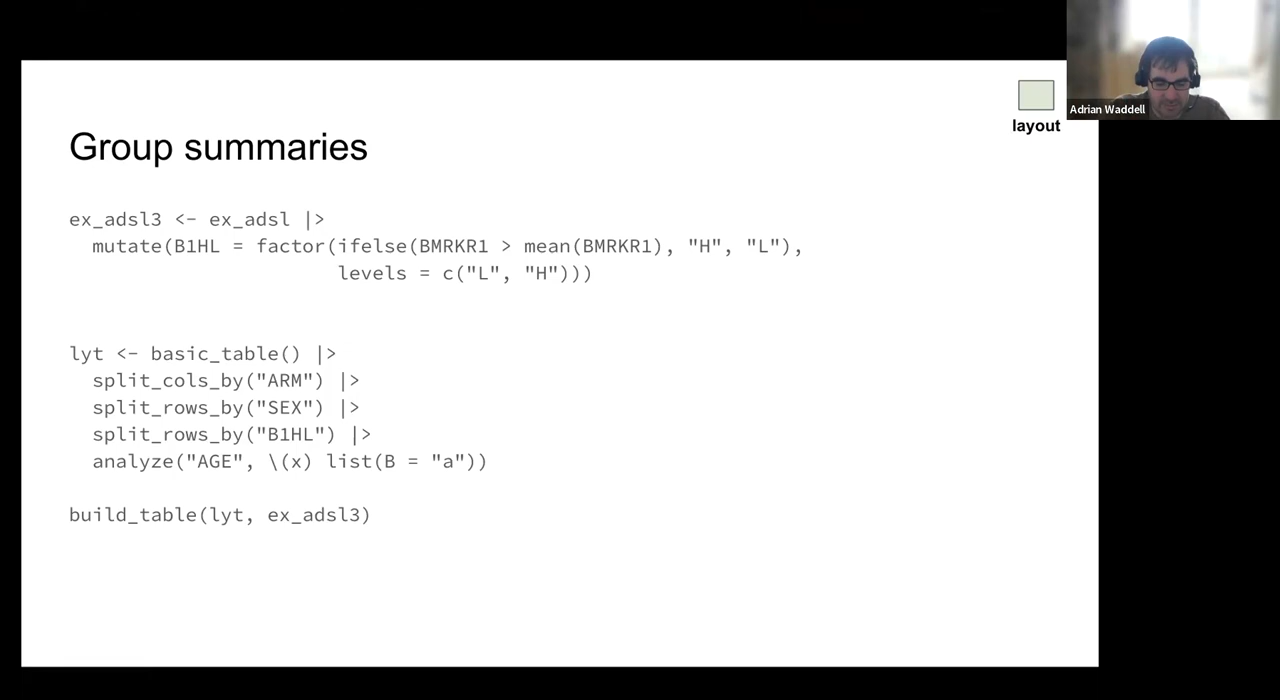 Adrian Waddell
layout
Group summaries
ex_adsl3 <- ex_adsl |>
  mutate(B1HL = factor(ifelse(BMRKR1 > mean(BMRKR1), "H", "L"),
                       levels = c("L", "H")))
lyt <- basic_table() |>
  split_cols_by("ARM") |>
  split_rows_by("SEX") |>
  split_rows_by("B1HL") |>
  analyze("AGE", \(x) list(B = "a"))
build_table(lyt, ex_adsl3)